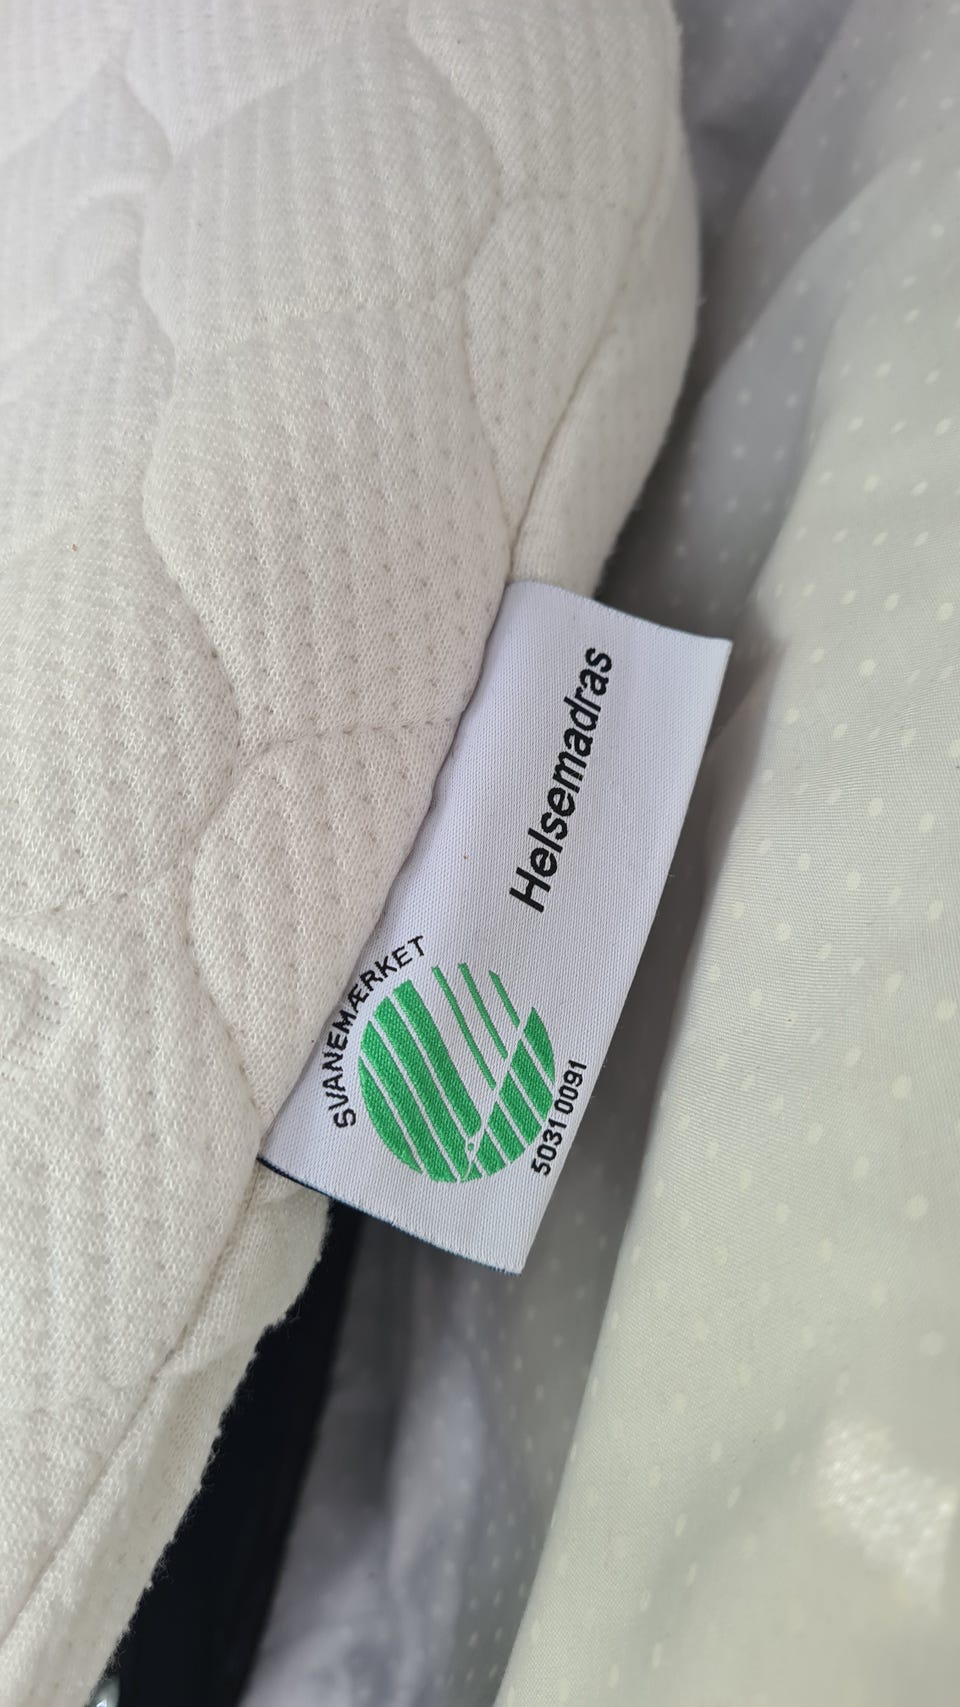 SVANEMÆRKET
5031 0091
Helsemadras